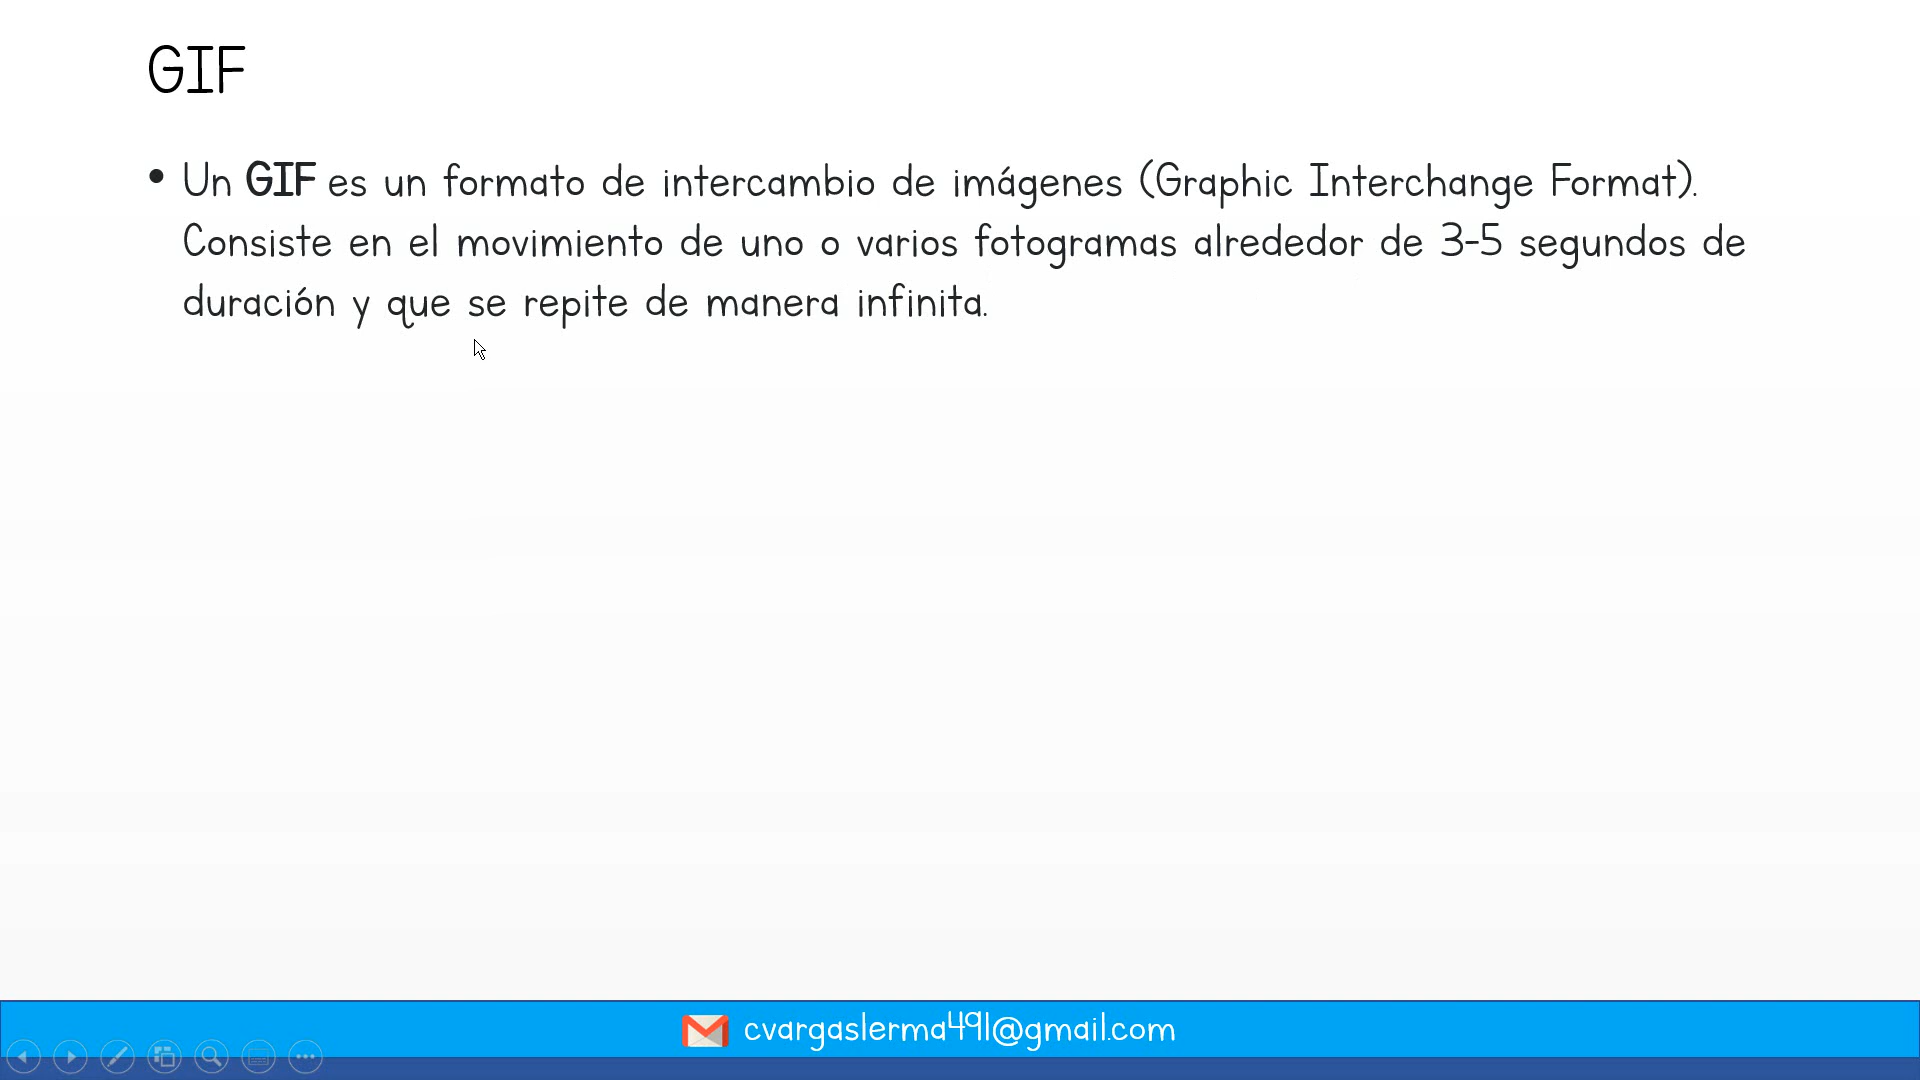 GIF
• Un GIF es un formato de intercambio de imágenes (Graphic Interchange Format).
Consiste en el movimiento de uno o varios fotogramas alrededor de 3-5 segundos de
duración y que se repite de manera infinita.
cvargaslerma491@gmail.com